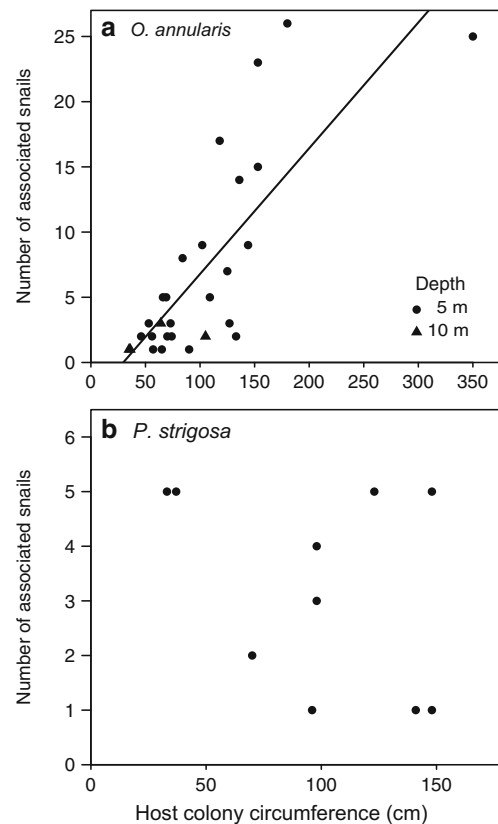 a O. annularis
Number of associated snails
25
20
15
10
5
0
Depth
5 m
10 m
0 50 100 150 200 250 300 350
b P. strigosa
Number of associated snails
6
5
4
3
2
1
0
0 50 100 150
Host colony circumference (cm)